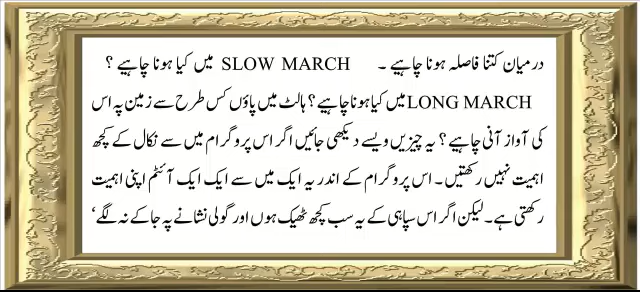 درمیان کتنا فاصلہ ہونا چاہیے ۔ SLOW MARCH میں کیا ہونا چاہیے ؟
LONG MARCH میں کیا ہونا چاہیے ؟ ہالٹ میں پاؤں کس طرح سے زمین پہ اس
کی آواز آنی چاہیے ؟ یہ چیزیں ویسے دیکھی جائیں اگر اس پروگرام میں سے نکال کے کچھ
اہمیت نہیں رکھتیں۔ اس پروگرام کے اندر یہ ایک میں سے ایک ایک آئٹم اپنی اہمیت
رکھتی ہے۔ لیکن اگر اس سپاہی کے یہ سب کچھ ٹھیک ہوں اور گولی نشانے پہ جا کے نہ لگے‘